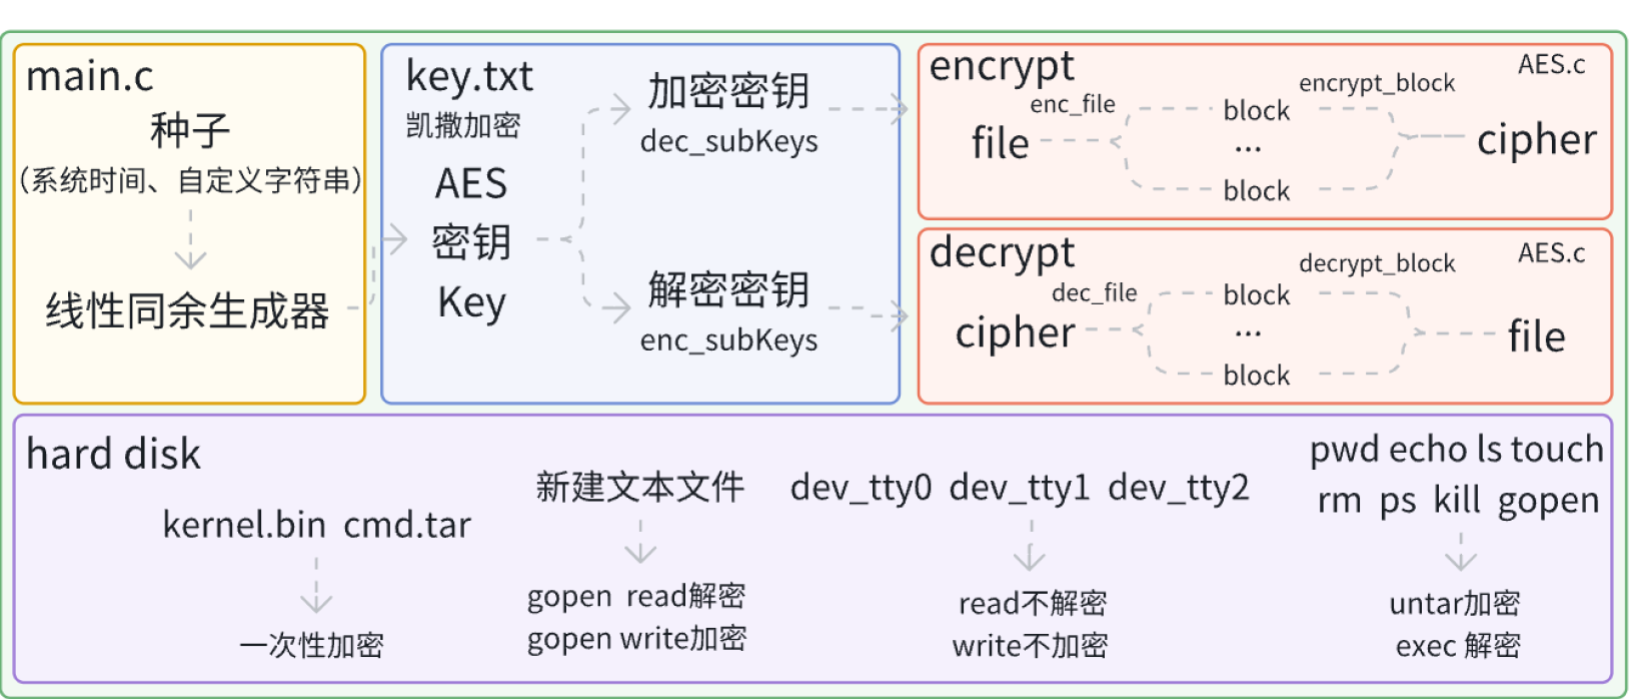 main.c
种子
(系统时间、自定义字符串)
线性同余生成器
key.txt
凯撒加密
AES
密钥
Key
加密密钥
dec_subKeys
解密密钥
enc_subKeys
encrypt
AES.c
enc_file
encrypt_block
file
block
...
block
cipher
decrypt
AES.c
dec_file
decrypt_block
cipher
block
...
block
file
hard disk
kernel.bin cmd.tar
一次性加密
新建文本文件
gopen read解密
gopen write加密
dev_tty0 dev_tty1 dev_tty2
read不解密
write不加密
pwd echo ls touch
rm ps kill gopen
untar加密
exec 解密